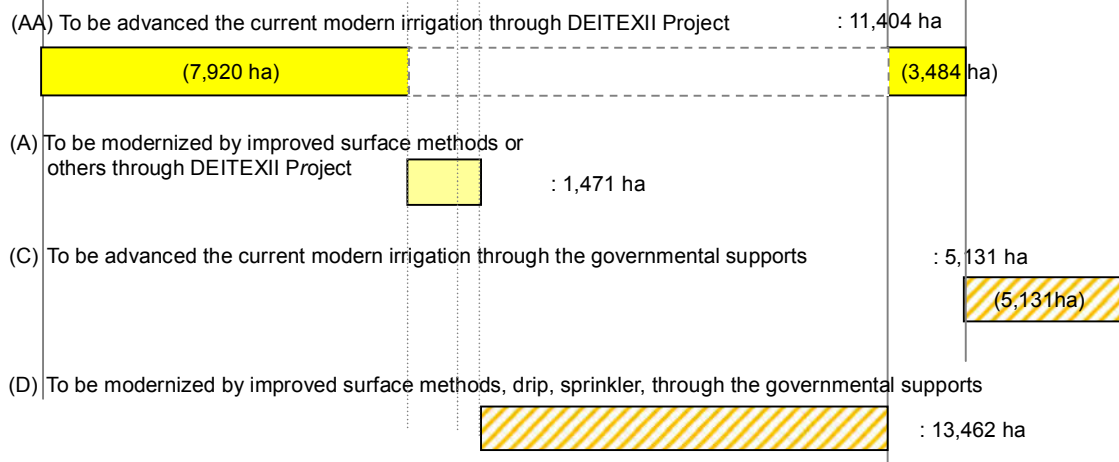 (AA) To be advanced the current modern irrigation through DEITEXII Project : 11,404 ha
(7,920 ha) (3,484 ha)
(A) To be modernized by improved surface methods or
others through DEITEXII Project
: 1,471 ha
(C) To be advanced the current modern irrigation through the governmental supports : 5,131 ha
(5,131ha)
(D) To be modernized by improved surface methods, drip, sprinkler, through the governmental supports
: 13,462 ha